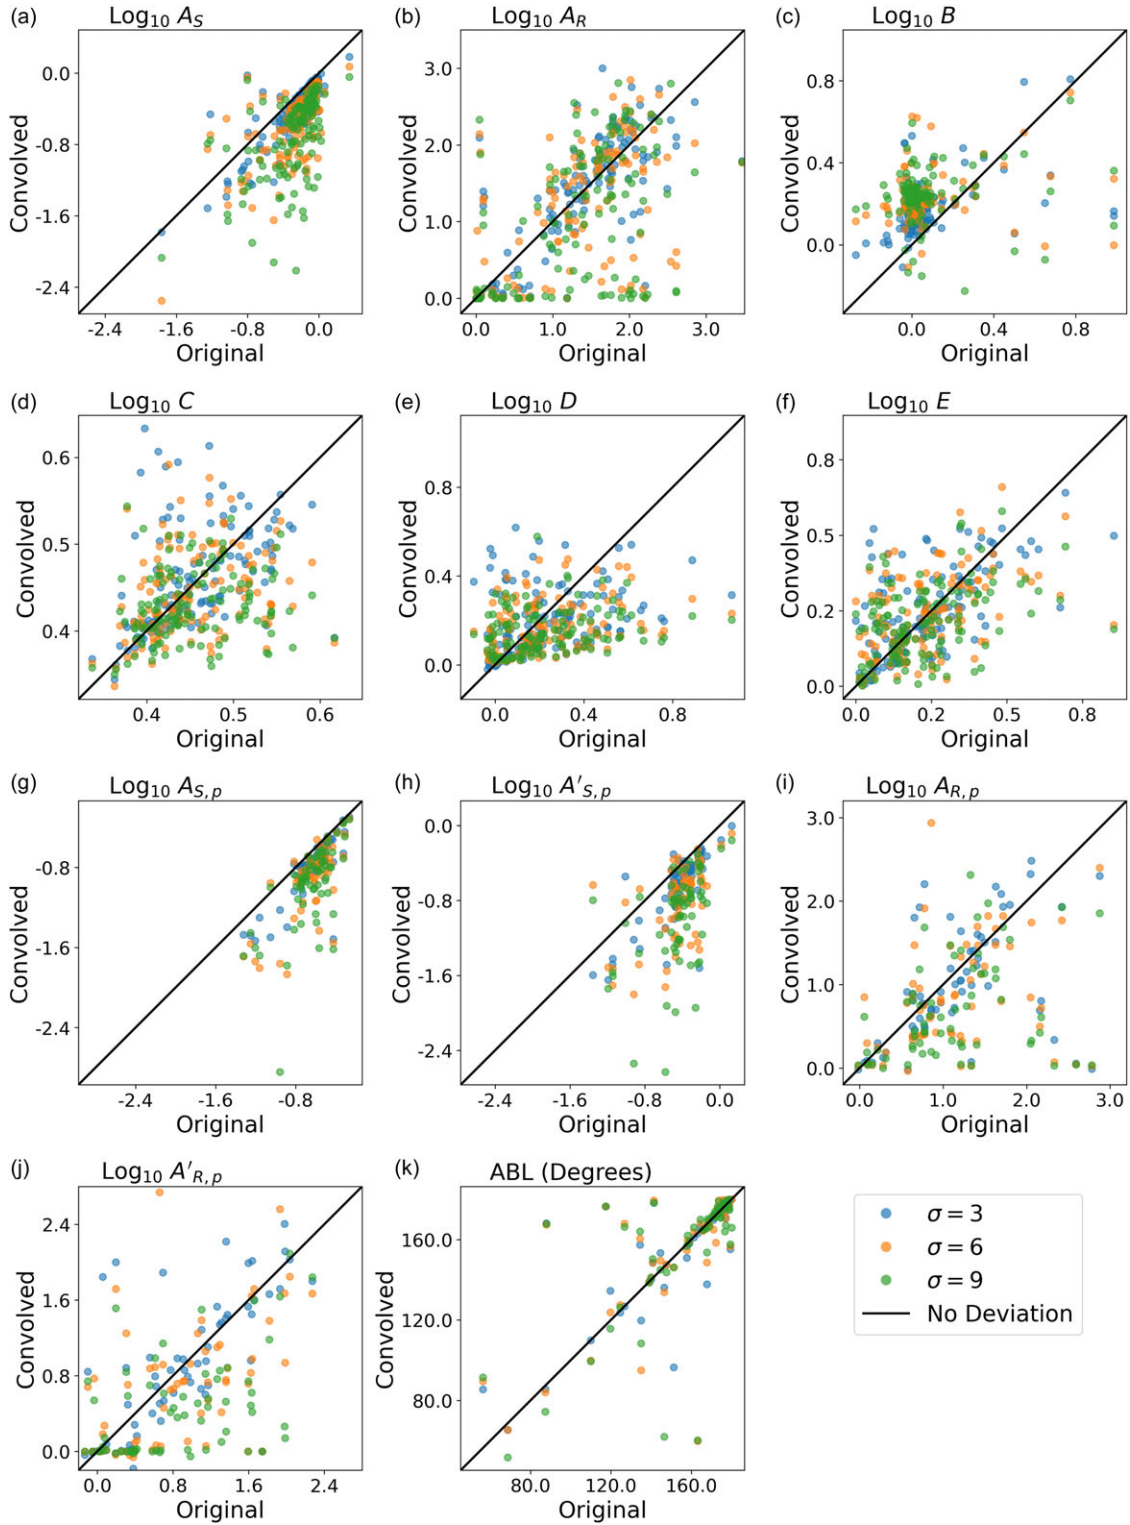 (a) Log₁₀ A_S
0.0
-0.8
-1.6
-2.4
Convolved
-2.4 -1.6 -0.8 0.0
Original
(b) Log₁₀ A_R
3.0
2.0
1.0
0.0
Convolved
0.0 1.0 2.0 3.0
Original
(c) Log₁₀ B
0.8
0.4
0.0
Convolved
0.0 0.4 0.8
Original
(d) Log₁₀ C
0.6
0.5
0.4
Convolved
0.4 0.5 0.6
Original
(e) Log₁₀ D
0.8
0.4
0.0
Convolved
0.0 0.4 0.8
Original
(f) Log₁₀ E
0.8
0.5
0.2
0.0
Convolved
0.0 0.2 0.5 0.8
Original
(g) Log₁₀ A_{S,p}
-0.8
-1.6
-2.4
Convolved
-2.4 -1.6 -0.8
Original
(h) Log₁₀ A'_{S,p}
0.0
-0.8
-1.6
-2.4
Convolved
-2.4 -1.6 -0.8 0.0
Original
(i) Log₁₀ A_{R,p}
3.0
2.0
1.0
0.0
Convolved
0.0 1.0 2.0 3.0
Original
(j) Log₁₀ A'_{R,p}
2.4
1.6
0.8
0.0
Convolved
0.0 0.8 1.6 2.4
Original
(k) ABL (Degrees)
160.0
120.0
80.0
Convolved
80.0 120.0 160.0
Original
σ = 3
σ = 6
σ = 9
No Deviation